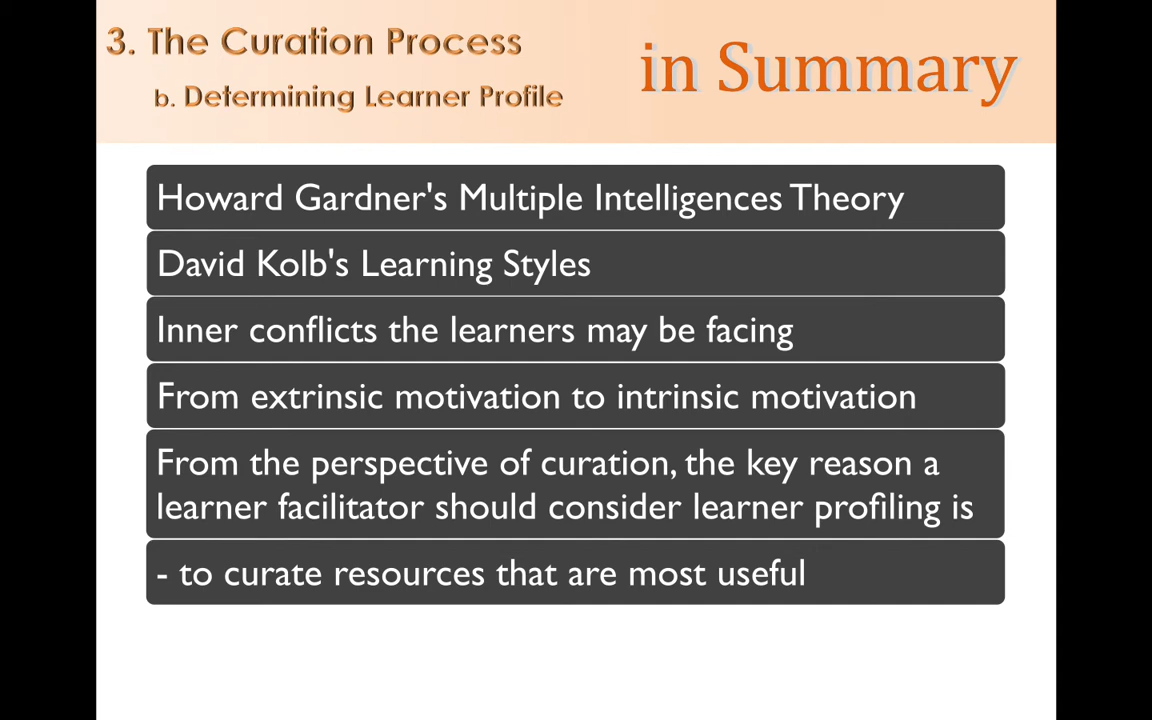 3. The Curation Process
in Summary
b. Determining Learner Profile
Howard Gardner's Multiple Intelligences Theory
David Kolb's Learning Styles
Inner conflicts the learners may be facing
From extrinsic motivation to intrinsic motivation
From the perspective of curation, the key reason a
learner facilitator should consider learner profiling is
- to curate resources that are most useful